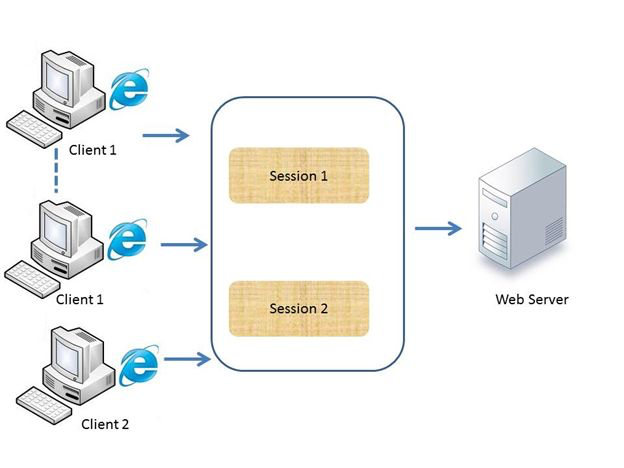 Client 1
Session 1
Client 1
Web Server
Session 2
Client 2